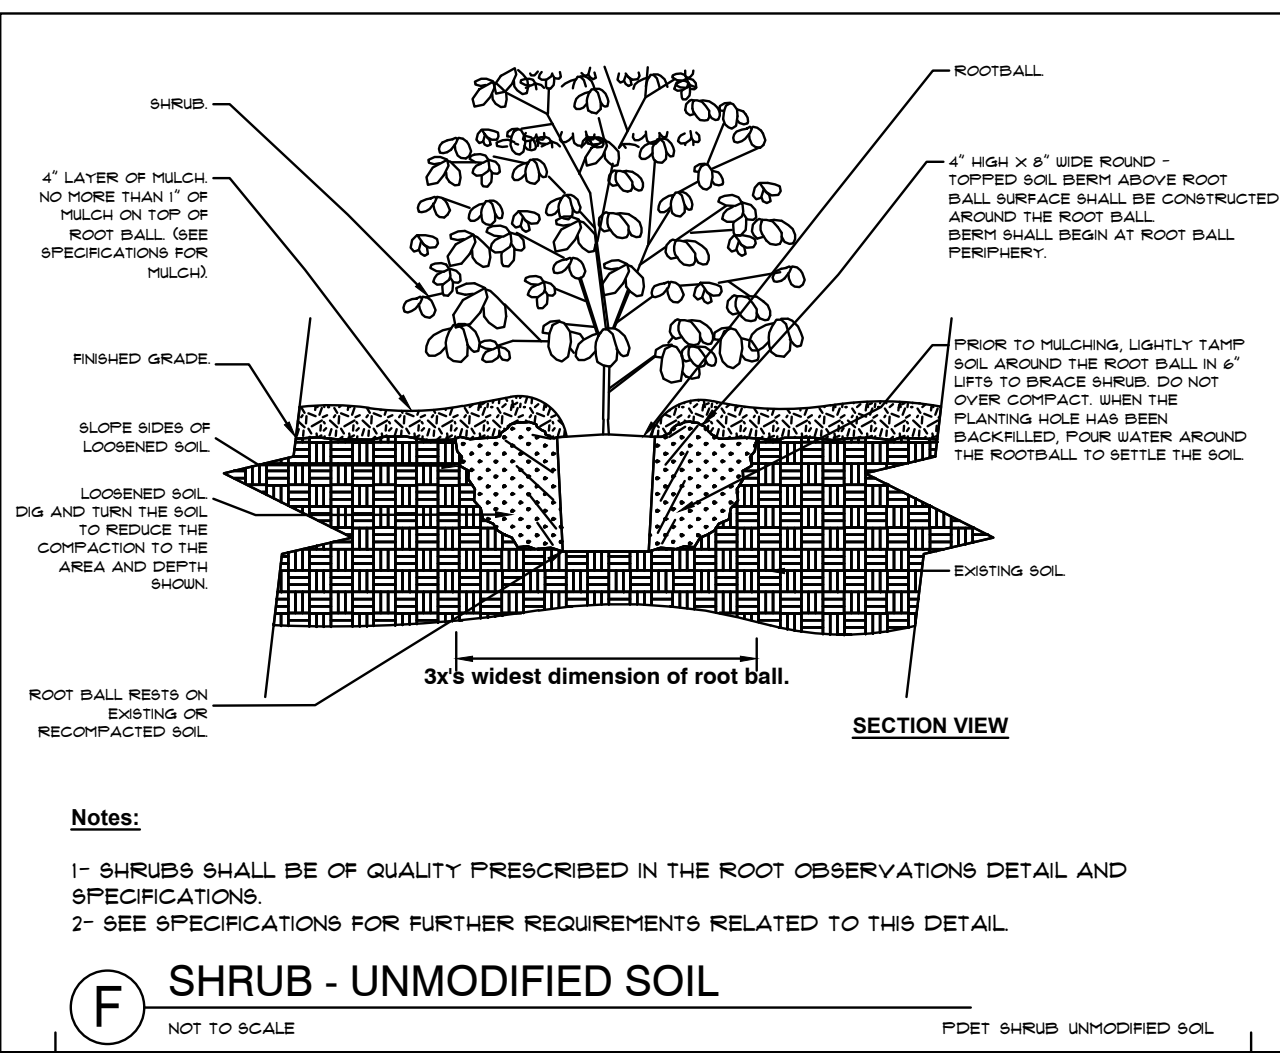 SHRUB.
4" LAYER OF MULCH.
NO MORE THAN 1" OF
MULCH ON TOP OF
ROOT BALL. (SEE
SPECIFICATIONS FOR
MULCH).
FINISHED GRADE.
SLOPE SIDES OF
LOOSENED SOIL.
LOOSENED SOIL.
DIG AND TURN THE SOIL
TO REDUCE THE
COMPACTION TO THE
AREA AND DEPTH
SHOWN.
ROOT BALL RESTS ON
EXISTING OR
RECOMPACTED SOIL.
ROOTBALL.
4" HIGH X 8" WIDE ROUND -
TOPPED SOIL BERM ABOVE ROOT
BALL SURFACE SHALL BE CONSTRUCTED
AROUND THE ROOT BALL.
BERM SHALL BEGIN AT ROOT BALL
PERIPHERY.
PRIOR TO MULCHING, LIGHTLY TAMP
SOIL AROUND THE ROOT BALL IN 6"
LIFTS TO BRACE SHRUB. DO NOT
OVER COMPACT. WHEN THE
PLANTING HOLE HAS BEEN
BACKFILLED, POUR WATER AROUND
THE ROOTBALL TO SETTLE THE SOIL.
EXISTING SOIL.
3x's widest dimension of root ball.
SECTION VIEW
Notes:
1- SHRUBS SHALL BE OF QUALITY PRESCRIBED IN THE ROOT OBSERVATIONS DETAIL AND
SPECIFICATIONS.
2- SEE SPECIFICATIONS FOR FURTHER REQUIREMENTS RELATED TO THIS DETAIL.
F
SHRUB - UNMODIFIED SOIL
NOT TO SCALE
PDET SHRUB UNMODIFIED SOIL